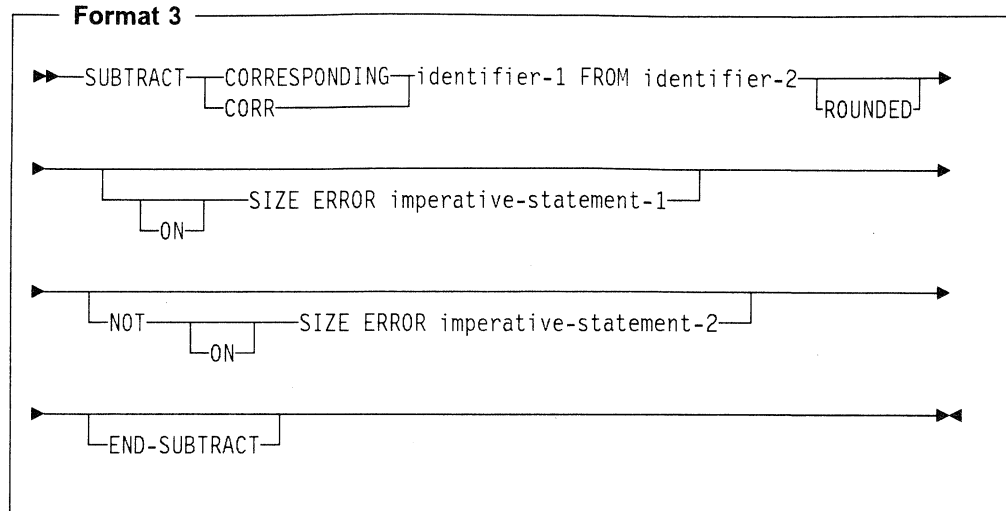 Format 3
SUBTRACT CORRESPONDING identifier-1 FROM identifier-2
CORR ROUNDED
SIZE ERROR imperative-statement-1
ON
NOT SIZE ERROR imperative-statement-2
ON
END-SUBTRACT